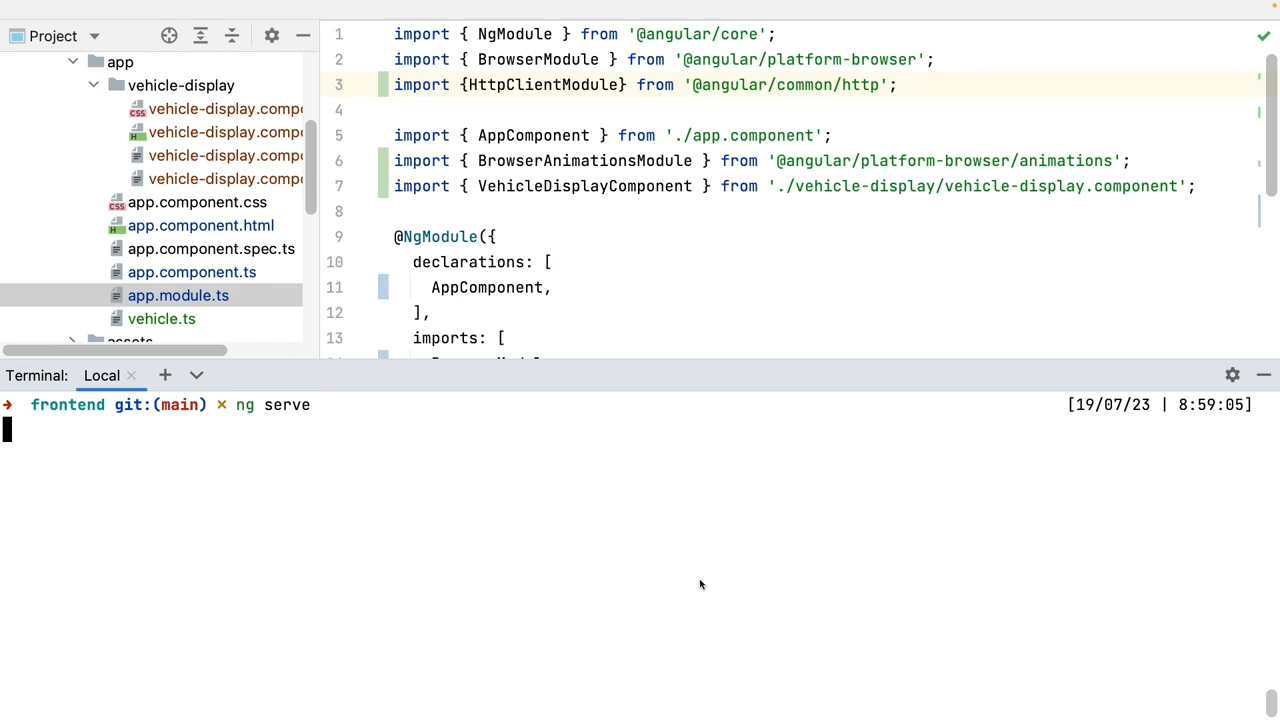 Project
app
vehicle-display
vehicle-display.compo
vehicle-display.compo
vehicle-display.compo
vehicle-display.compo
app.component.css
app.component.html
app.component.spec.ts
app.component.ts
app.module.ts
vehicle.ts
assets
1 import { NgModule } from '@angular/core';
2 import { BrowserModule } from '@angular/platform-browser';
3 import {HttpClientModule} from '@angular/common/http';
4
5 import { AppComponent } from './app.component';
6 import { BrowserAnimationsModule } from '@angular/platform-browser/animations';
7 import { VehicleDisplayComponent } from './vehicle-display/vehicle-display.component';
8
9 @NgModule({
10 declarations: [
11 AppComponent,
12 ],
13 imports: [
Terminal: Local
→ frontend git:(main) × ng serve [19/07/23 | 8:59:05]